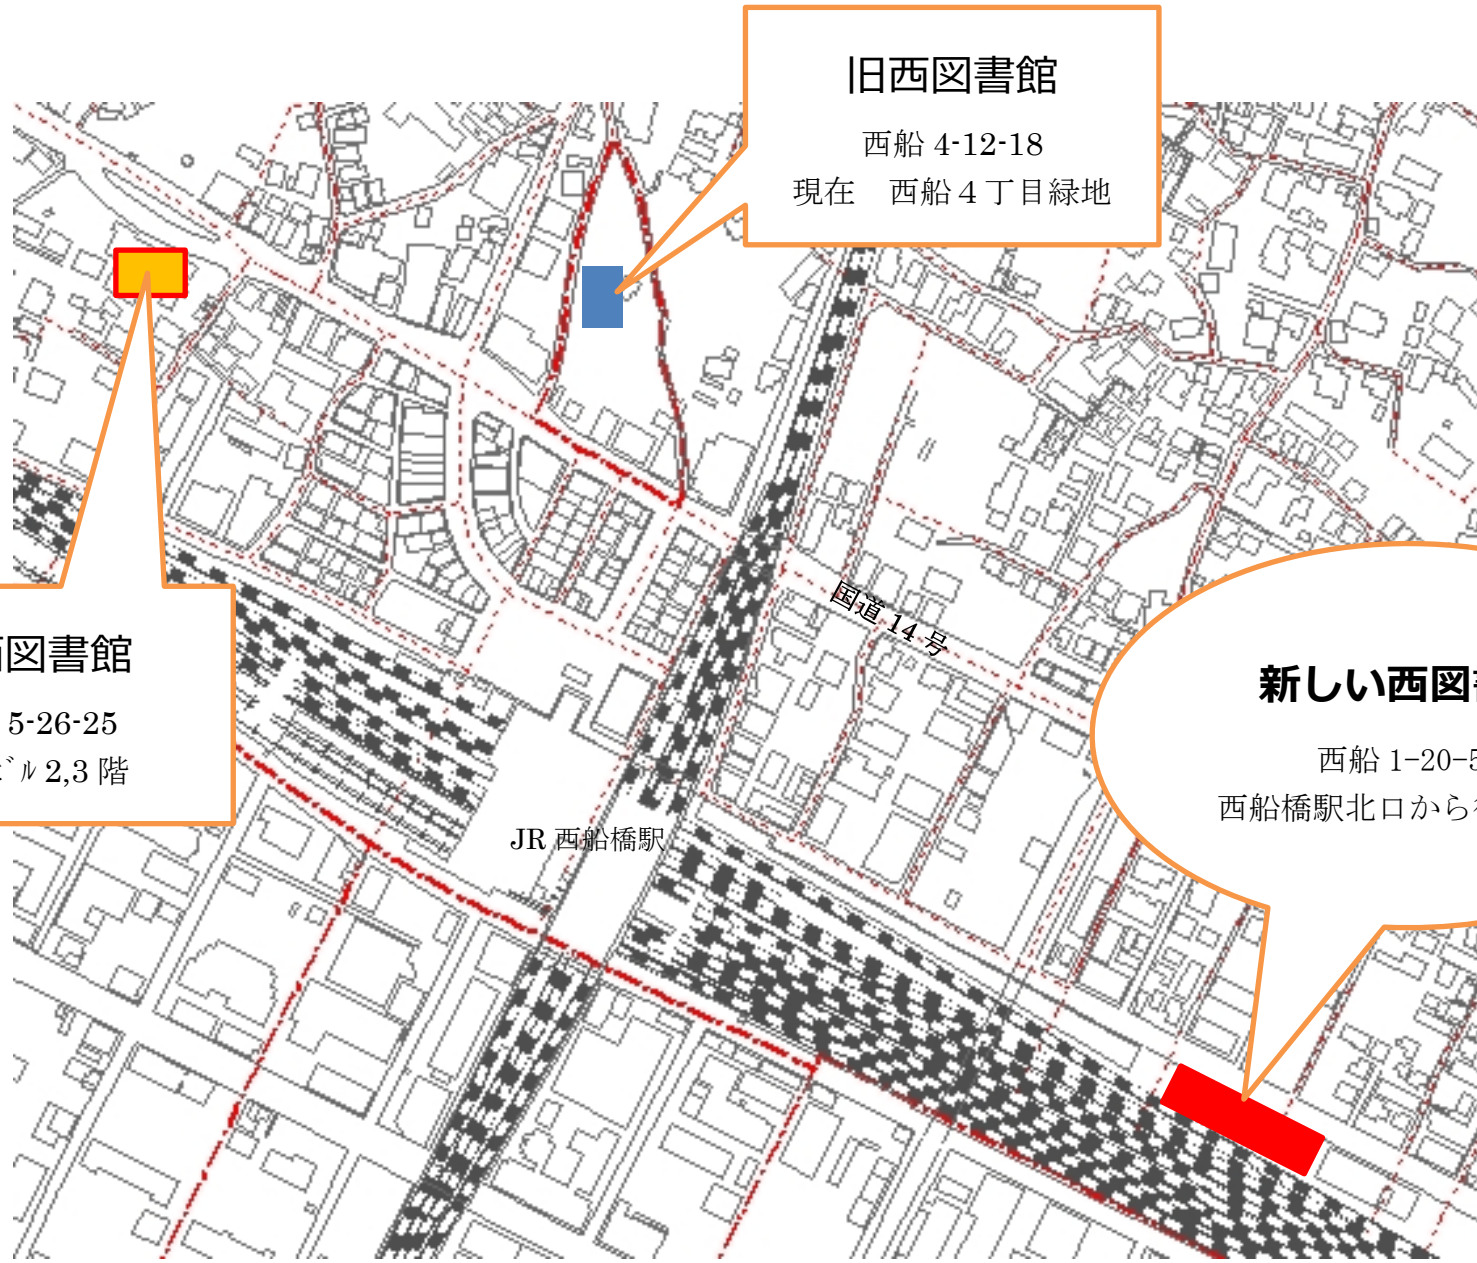 旧西図書館
西船 4-12-18
現在　西船４丁目緑地
国道 14 号
図書館
5-26-25
ﾋﾞﾙ 2,3 階
新しい西図
西船 1-20-5
西船橋駅北口から
JR 西船橋駅